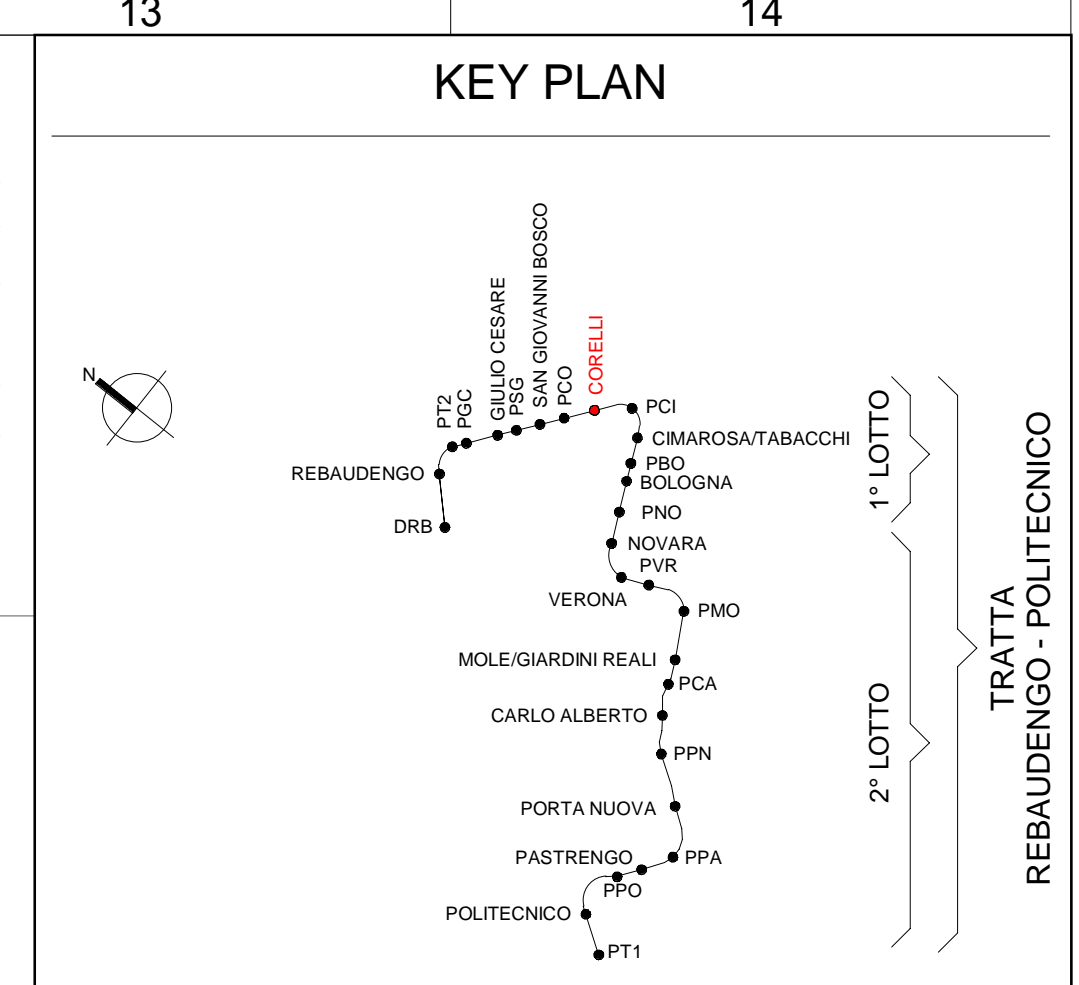 13
14
KEY PLAN
N
PT2
PGC
GIULIO CESARE
PSG
SAN GIOVANNI BOSCO
PCO
CORELLI
PCI
CIMAROSA/TABACCHI
PBO
BOLOGNA
PNO
NOVARA
PVR
VERONA
PMO
MOLE/GIARDINI REALI
PCA
CARLO ALBERTO
PPN
PORTA NUOVA
PPA
PASTRENGO
PPO
POLITECNICO
PT1
REBAUDENGO
DRB
1° LOTTO
2° LOTTO
TRATTA
REBAUDENGO - POLITECNICO